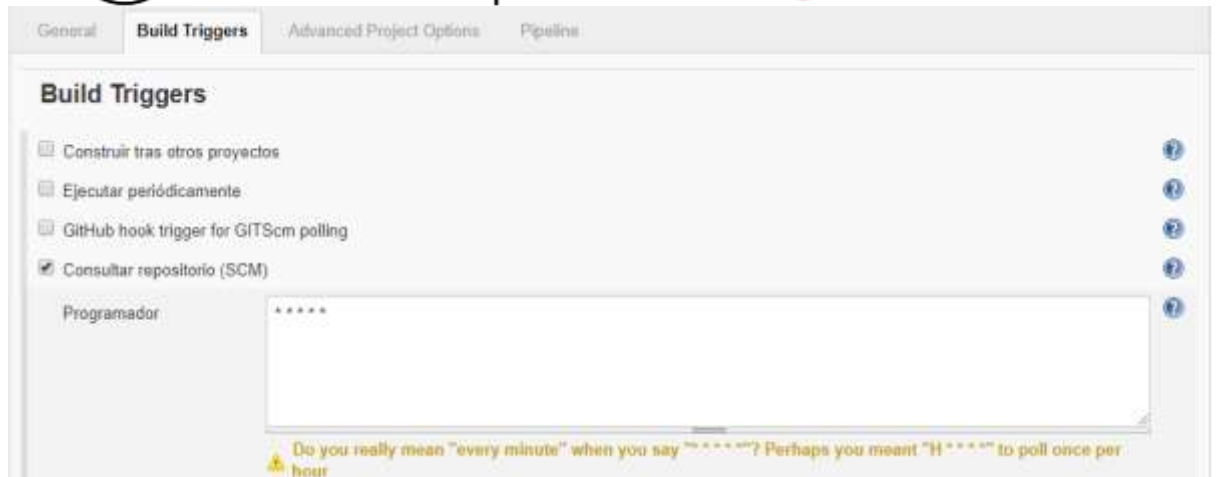 General Build Triggers Advanced Project Options Pipeline
Build Triggers
Construir tras otros proyectos
Ejecutar periódicamente
GitHub hook trigger for GITScm polling
Consultar repositorio (SCM)
Programador * * * * *
Do you really mean "every minute" when you say "* * * * *"? Perhaps you meant "H * * * *" to poll once per
hour